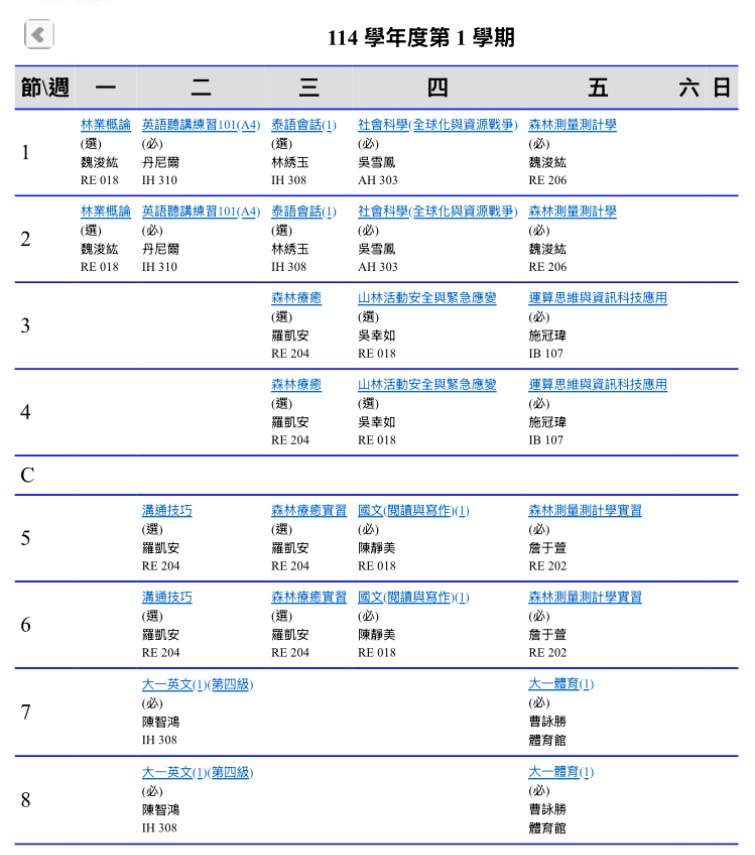 114 學年度第 1 學期
節\週 一 二 三 四 五 六 日
1
林業概論
(選)
魏浚紘
RE 018
英語聽講練習101(A4)
(必)
丹尼爾
IH 310
泰語會話(1)
(選)
林綉玉
IH 308
社會科學(全球化與資源戰爭)
(必)
吳雪鳳
AH 303
森林測量測計學
(必)
魏浚紘
RE 206
2
林業概論
(選)
魏浚紘
RE 018
英語聽講練習101(A4)
(必)
丹尼爾
IH 310
泰語會話(1)
(選)
林綉玉
IH 308
社會科學(全球化與資源戰爭)
(必)
吳雪鳳
AH 303
森林測量測計學
(必)
魏浚紘
RE 206
3
森林療癒
(選)
羅凱安
RE 204
山林活動安全與緊急應變
(選)
吳幸如
RE 018
運算思維與資訊科技應用
(必)
施冠瑋
IB 107
4
森林療癒
(選)
羅凱安
RE 204
山林活動安全與緊急應變
(選)
吳幸如
RE 018
運算思維與資訊科技應用
(必)
施冠瑋
IB 107
C
5
溝通技巧
(選)
羅凱安
RE 204
森林療癒實習
(選)
羅凱安
RE 204
國文(閱讀與寫作)(1)
(必)
陳靜美
RE 018
森林測量測計學實習
(必)
詹于萱
RE 202
6
溝通技巧
(選)
羅凱安
RE 204
森林療癒實習
(選)
羅凱安
RE 204
國文(閱讀與寫作)(1)
(必)
陳靜美
RE 018
森林測量測計學實習
(必)
詹于萱
RE 202
7
大一英文(1)(第四級)
(必)
陳智鴻
IH 308
大一體育(1)
(必)
曹詠勝
體育館
8
大一英文(1)(第四級)
(必)
陳智鴻
IH 308
大一體育(1)
(必)
曹詠勝
體育館